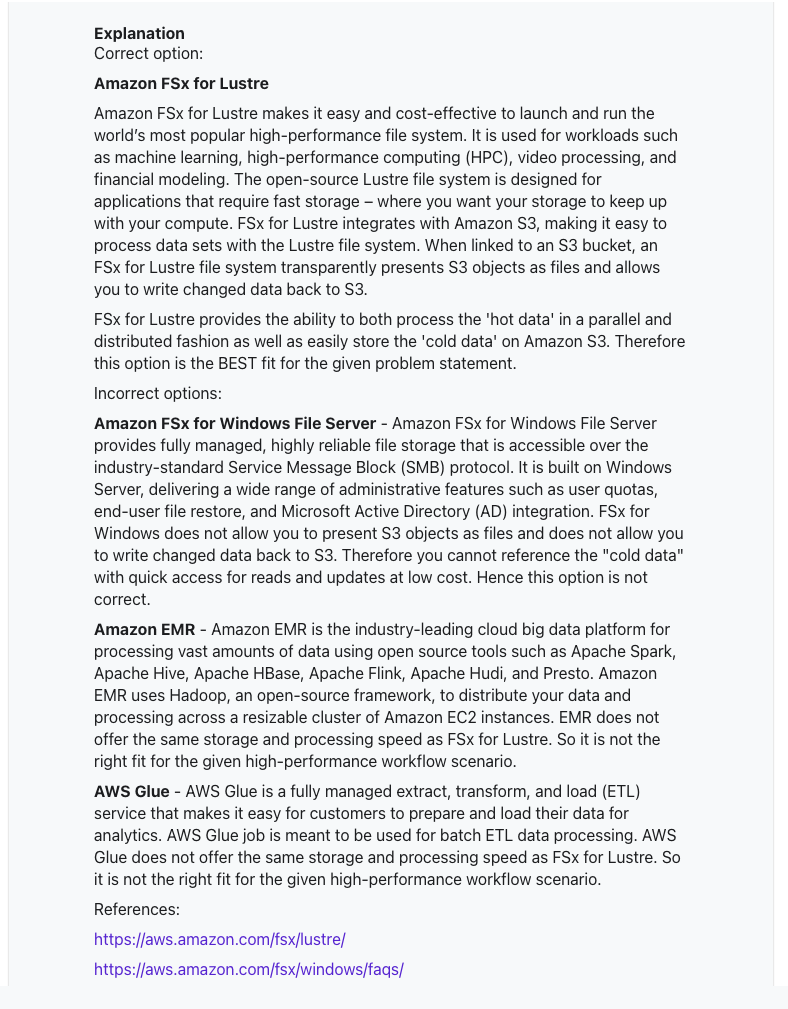 Explanation
Correct option:
Amazon FSx for Lustre
Amazon FSx for Lustre makes it easy and cost-effective to launch and run the
world’s most popular high-performance file system. It is used for workloads such
as machine learning, high-performance computing (HPC), video processing, and
financial modeling. The open-source Lustre file system is designed for
applications that require fast storage – where you want your storage to keep up
with your compute. FSx for Lustre integrates with Amazon S3, making it easy to
process data sets with the Lustre file system. When linked to an S3 bucket, an
FSx for Lustre file system transparently presents S3 objects as files and allows
you to write changed data back to S3.
FSx for Lustre provides the ability to both process the 'hot data' in a parallel and
distributed fashion as well as easily store the 'cold data' on Amazon S3. Therefore
this option is the BEST fit for the given problem statement.
Incorrect options:
Amazon FSx for Windows File Server - Amazon FSx for Windows File Server
provides fully managed, highly reliable file storage that is accessible over the
industry-standard Service Message Block (SMB) protocol. It is built on Windows
Server, delivering a wide range of administrative features such as user quotas,
end-user file restore, and Microsoft Active Directory (AD) integration. FSx for
Windows does not allow you to present S3 objects as files and does not allow you
to write changed data back to S3. Therefore you cannot reference the "cold data"
with quick access for reads and updates at low cost. Hence this option is not
correct.
Amazon EMR - Amazon EMR is the industry-leading cloud big data platform for
processing vast amounts of data using open source tools such as Apache Spark,
Apache Hive, Apache HBase, Apache Flink, Apache Hudi, and Presto. Amazon
EMR uses Hadoop, an open-source framework, to distribute your data and
processing across a resizable cluster of Amazon EC2 instances. EMR does not
offer the same storage and processing speed as FSx for Lustre. So it is not the
right fit for the given high-performance workflow scenario.
AWS Glue - AWS Glue is a fully managed extract, transform, and load (ETL)
service that makes it easy for customers to prepare and load their data for
analytics. AWS Glue job is meant to be used for batch ETL data processing. AWS
Glue does not offer the same storage and processing speed as FSx for Lustre. So
it is not the right fit for the given high-performance workflow scenario.
References:
https://aws.amazon.com/fsx/lustre/
https://aws.amazon.com/fsx/windows/faqs/